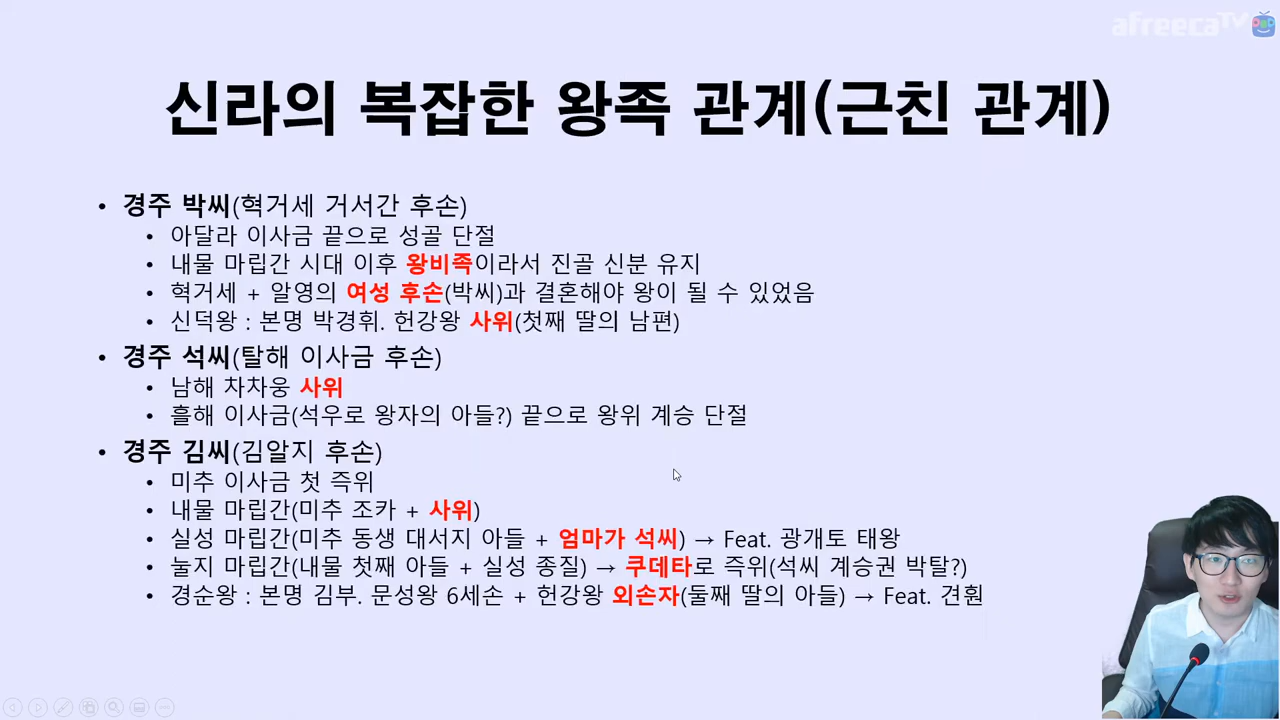 afreecaTV
신라의 복잡한 왕족 관계(근친 관계)
• 경주 박씨(혁거세 거서간 후손)
• 아달라 이사금 끝으로 성골 단절
• 내물 마립간 시대 이후 왕비족이라서 진골 신분 유지
• 혁거세 + 알영의 여성 후손(박씨)과 결혼해야 왕이 될 수 있었음
• 신덕왕 : 본명 박경휘. 헌강왕 사위(첫째 딸의 남편)
• 경주 석씨(탈해 이사금 후손)
• 남해 차차웅 사위
• 흘해 이사금(석우로 왕자의 아들?) 끝으로 왕위 계승 단절
• 경주 김씨(김알지 후손)
• 미추 이사금 첫 즉위
• 내물 마립간(미추 조카 + 사위)
• 실성 마립간(미추 동생 대서지 아들 + 엄마가 석씨) → Feat. 광개토 태왕
• 눌지 마립간(내물 첫째 아들 + 실성 종질) → 쿠데타로 즉위(석씨 계승권 박탈?)
• 경순왕 : 본명 김부. 문성왕 6세손 + 헌강왕 외손자(둘째 딸의 아들) → Feat. 견훤